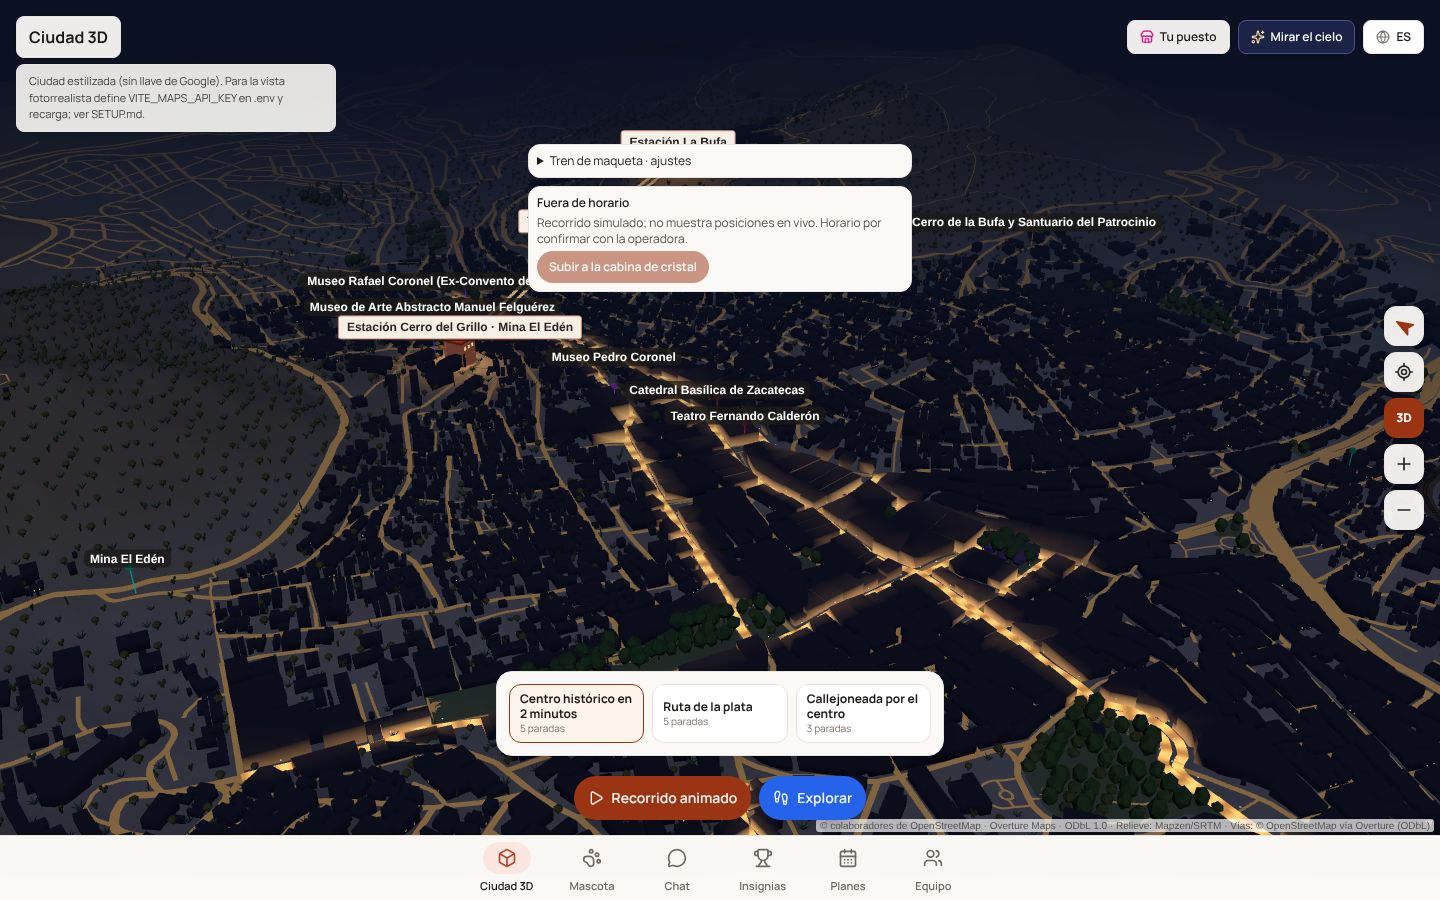 Ciudad 3D
Tu puesto
Mirar el cielo
ES
Ciudad estilizada (sin llave de Google). Para la vista
fotorrealista define VITE_MAPS_API_KEY en .env y
recarga; ver SETUP.md.
Estación La Bufa
Tren de maqueta · ajustes
Fuera de horario
Recorrido simulado; no muestra posiciones en vivo. Horario por
confirmar con la operadora.
Subir a la cabina de cristal
Cerro de la Bufa y Santuario del Patrocinio
Museo Rafael Coronel (Ex-Convento de
Museo de Arte Abstracto Manuel Felguérez
Estación Cerro del Grillo · Mina El Edén
Museo Pedro Coronel
Catedral Basílica de Zacatecas
Teatro Fernando Calderón
3D
Mina El Edén
Centro histórico en
2 minutos
5 paradas
Ruta de la plata
5 paradas
Callejoneada por el
centro
3 paradas
Recorrido animado
Explorar
© colaboradores de OpenStreetMap · Overture Maps · ODbL 1.0 · Relieve: Mapzen/SRTM · Vías: © OpenStreetMap vía Overture (ODbL)
Ciudad 3D
Mascota
Chat
Insignias
Planes
Equipo